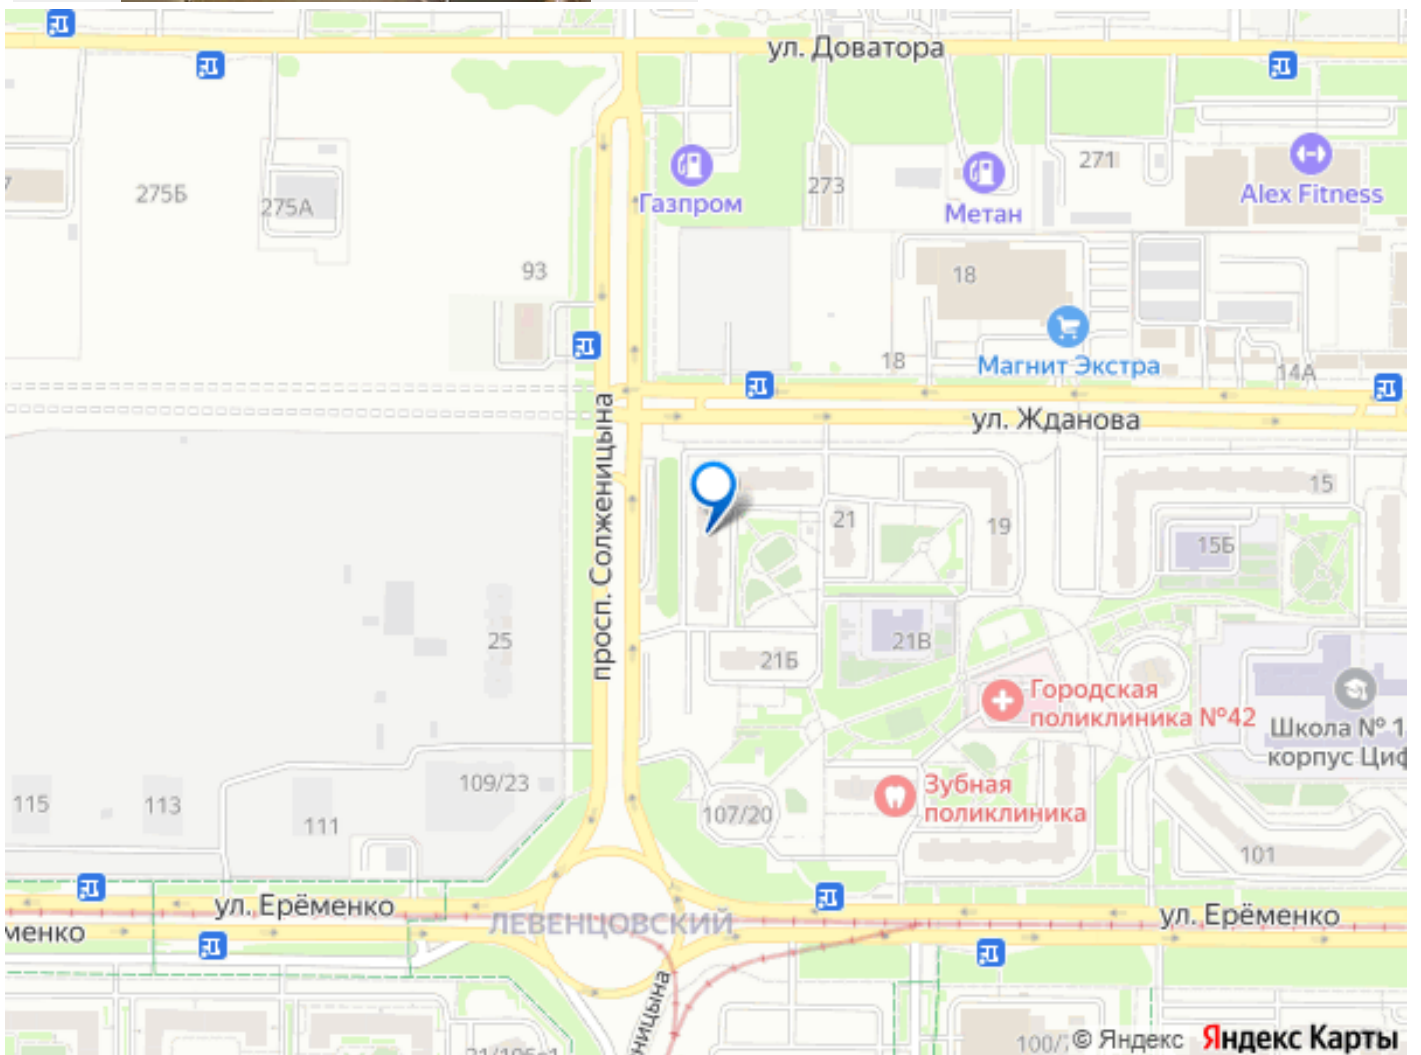 ул. Доватора
275Б
275А
Газпром
273
Метан
271
Alex Fitness
93
18
18
Магнит Экстра
14А
ул. Жданова
просп. Солженицына
21
19
15
15Б
25
21Б
21В
Городская
поликлиника №42
Школа № 1
корпус Циф
115
113
111
109/23
107/20
Зубная
поликлиника
101
ул. Ерёменко
менко
ЛЕВЕНЦОВСКИЙ
ул. Ерёменко
ницына
100/
© Яндекс Яндекс Карты